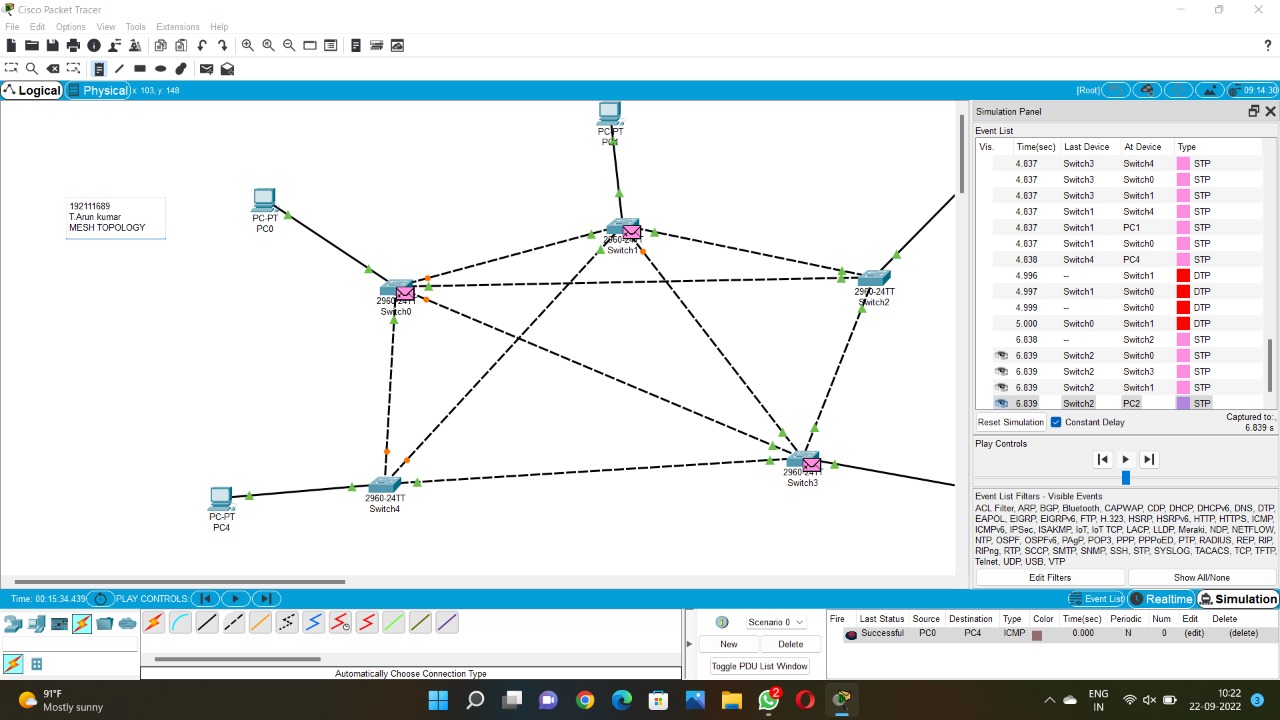 Cisco Packet Tracer
File Edit Options View Tools Extensions Help
?
Logical Physical x: 103, y: 148 [Root] 09:14:30
192111689
T.Arun kumar
MESH TOPOLOGY
PC-PT
PC0
PC-PT
Switch1
Switch0
2960-24TT
Switch2
2960-24TT
Switch3
2960-24TT
Switch4
PC-PT
PC4
Simulation Panel
Event List
Vis. Time(sec) Last Device At Device Type
4.837 Switch3 Switch4 STP
4.837 Switch3 Switch0 STP
4.837 Switch3 Switch1 STP
4.837 Switch1 Switch4 STP
4.837 Switch1 PC1 STP
4.837 Switch1 Switch0 STP
4.838 Switch4 PC4 STP
4.996 -- Switch1 DTP
4.997 Switch1 Switch0 DTP
4.999 -- Switch0 DTP
5.000 Switch0 Switch1 DTP
6.838 -- Switch2 STP
6.839 Switch2 Switch0 STP
6.839 Switch2 Switch3 STP
6.839 Switch2 Switch1 STP
6.839 Switch2 PC2 STP
Reset Simulation Constant Delay Captured to:
6.839 s
Play Controls
Event List Filters - Visible Events
ACL Filter, ARP, BGP, Bluetooth, CAPWAP, CDP, DHCP, DHCPv6, DNS, DTP,
EAPOL, EIGRP, EIGRPv6, FTP, H.323, HSRP, HSRPv6, HTTP, HTTPS, ICMP,
ICMPv6, IPSec, ISAKMP, IoT, IoT TCP, LACP, LLDP, Meraki, NDP, NETFLOW,
NTP, OSPF, OSPFv6, PAgP, POP3, PPP, PPPoED, PTP, RADIUS, REP, RIP,
RIPng, RTP, SCCP, SMTP, SNMP, SSH, STP, SYSLOG, TACACS, TCP, TFTP,
Telnet, UDP, USB, VTP
Edit Filters Show All/None
Time: 00:15:34.439 PLAY CONTROLS: Event List Realtime Simulation
Automatically Choose Connection Type
Scenario 0
New Delete
Toggle PDU List Window
Fire Last Status Source Destination Type Color Time(sec) Periodic Num Edit Delete
Successful PC0 PC4 ICMP 0.000 N 0 (edit) (delete)
91°F
Mostly sunny
2
ENG
IN
10:22
22-09-2022
3